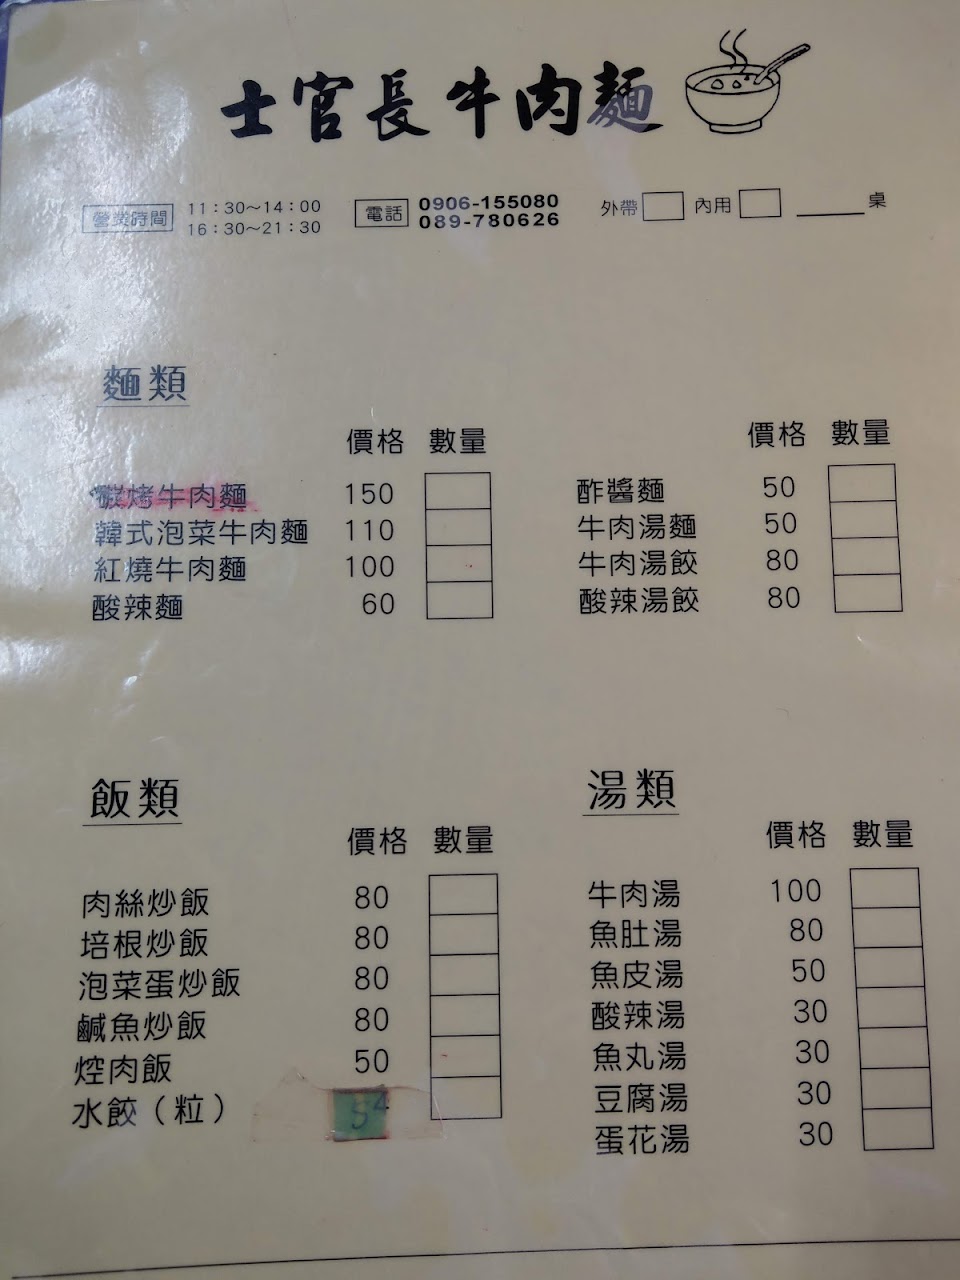 士官長牛肉麵
營業時間 11:30～14:00
16:30～21:30
電話 0906-155080
089-780626
外帶 內用 桌
麵類
價格 數量
碳烤牛肉麵 150
韓式泡菜牛肉麵 110
紅燒牛肉麵 100
酸辣麵 60
價格 數量
酢醬麵 50
牛肉湯麵 50
牛肉湯餃 80
酸辣湯餃 80
飯類
價格 數量
肉絲炒飯 80
培根炒飯 80
泡菜蛋炒飯 80
鹹魚炒飯 80
焢肉飯 50
水餃（粒） 5
湯類
價格 數量
牛肉湯 100
魚肚湯 80
魚皮湯 50
酸辣湯 30
魚丸湯 30
豆腐湯 30
蛋花湯 30